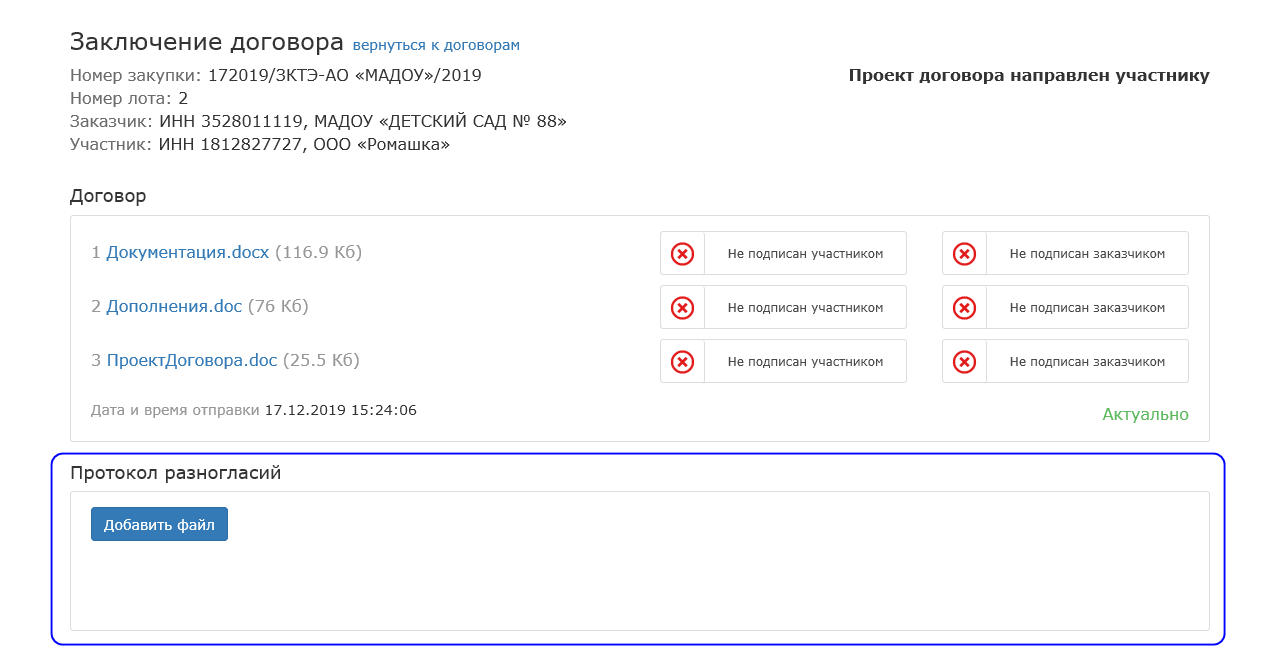 Заключение договора вернуться к договорам
Номер закупки: 172019/ЗКТЭ-АО «МАДОУ»/2019
Проект договора направлен участнику
Номер лота: 2
Заказчик: ИНН 3528011119, МАДОУ «ДЕТСКИЙ САД № 88»
Участник: ИНН 1812827727, ООО «Ромашка»
Договор
1 Документация.docx (116.9 Кб) Не подписан участником Не подписан заказчиком
2 Дополнения.doc (76 Кб) Не подписан участником Не подписан заказчиком
3 ПроектДоговора.doc (25.5 Кб) Не подписан участником Не подписан заказчиком
Дата и время отправки 17.12.2019 15:24:06
Актуально
Протокол разногласий
Добавить файл